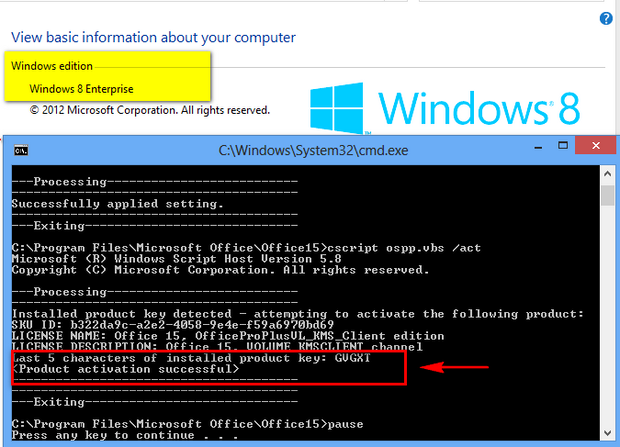 View basic information about your computer
Windows edition
Windows 8 Enterprise
© 2012 Microsoft Corporation. All rights reserved.
Windows 8
C:\Windows\System32\cmd.exe
---Processing--------------------------
---------------------------------------
Successfully applied setting.
---------------------------------------
---Exiting-----------------------------
C:\Program Files\Microsoft Office\Office15>cscript ospp.vbs /act
Microsoft (R) Windows Script Host Version 5.8
Copyright (C) Microsoft Corporation. All rights reserved.
---Processing--------------------------
---------------------------------------
Installed product key detected - attempting to activate the following product:
SKU ID: b322da9c-a2e2-4058-9e4e-f59a6970bd69
LICENSE NAME: Office 15, OfficeProPlusVL_KMS_Client edition
LICENSE DESCRIPTION: Office 15, VOLUME_KMSCLIENT channel
Last 5 characters of installed product key: GVGXT
<Product activation successful>
---------------------------------------
---------------------------------------
---Exiting-----------------------------
C:\Program Files\Microsoft Office\Office15>pause
Press any key to continue . . .